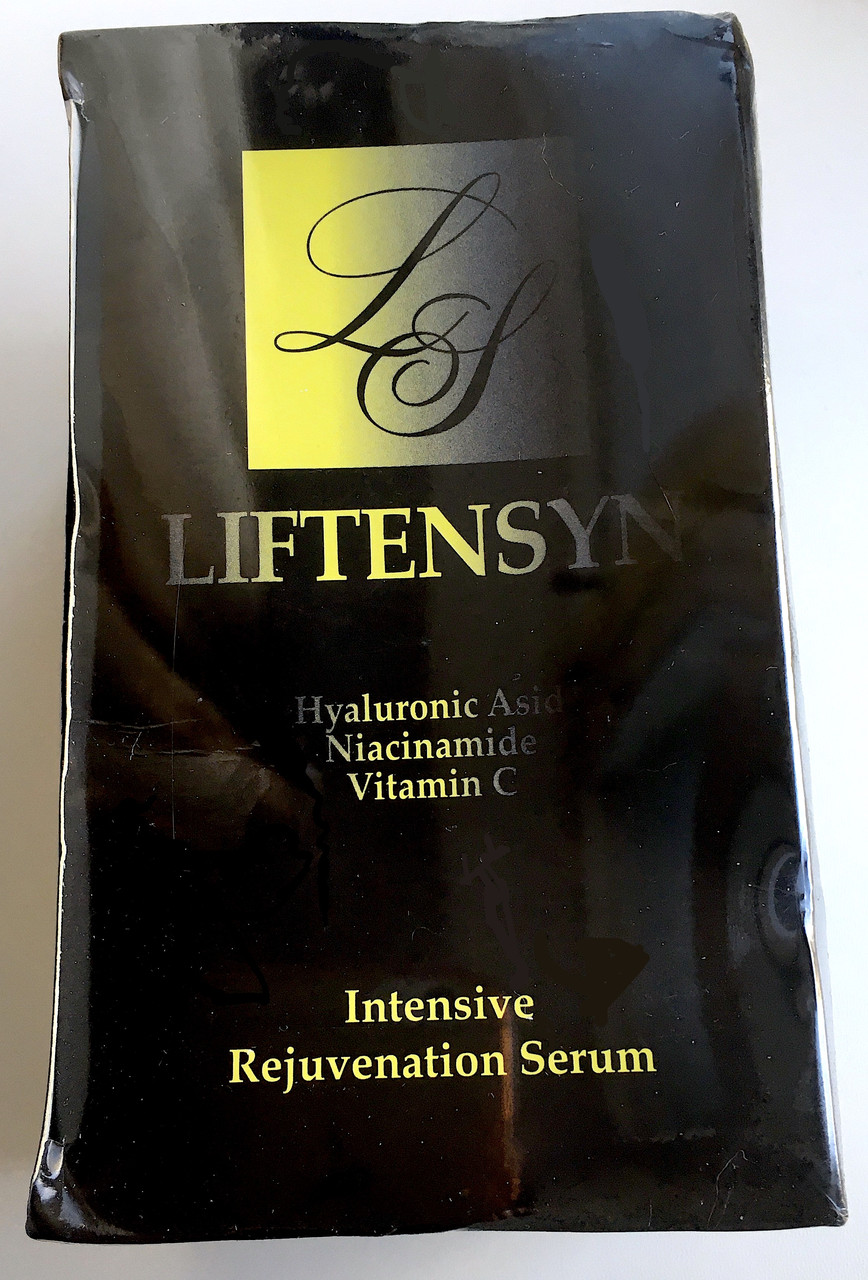 LS
LIFTENSYN
Hyaluronic Asid
Niacinamide
Vitamin C
Intensive
Rejuvenation Serum